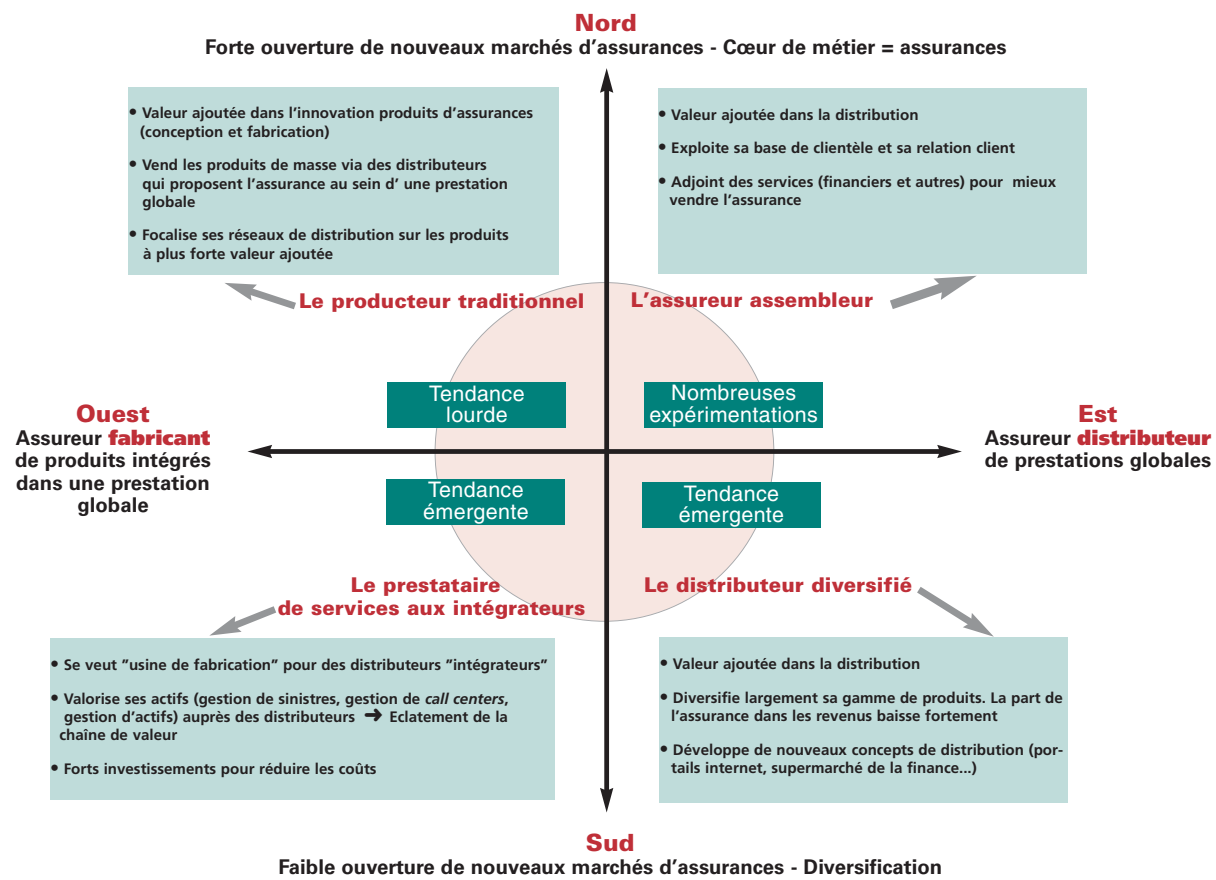 Nord
Forte ouverture de nouveaux marchés d’assurances - Cœur de métier = assurances
• Valeur ajoutée dans l’innovation produits d’assurances
(conception et fabrication)
• Vend les produits de masse via des distributeurs
qui proposent l’assurance au sein d’ une prestation
globale
• Focalise ses réseaux de distribution sur les produits
à plus forte valeur ajoutée
• Valeur ajoutée dans la distribution
• Exploite sa base de clientèle et sa relation client
• Adjoint des services (financiers et autres) pour mieux
vendre l’assurance
Le producteur traditionnel
L’assureur assembleur
Tendance
lourde
Nombreuses
expérimentations
Ouest
Assureur fabricant
de produits intégrés
dans une prestation
globale
Est
Assureur distributeur
de prestations globales
Tendance
émergente
Tendance
émergente
Le prestataire
de services aux intégrateurs
Le distributeur diversifié
• Se veut "usine de fabrication" pour des distributeurs "intégrateurs"
• Valorise ses actifs (gestion de sinistres, gestion de call centers,
gestion d’actifs) auprès des distributeurs ➜ Eclatement de la
chaîne de valeur
• Forts investissements pour réduire les coûts
• Valeur ajoutée dans la distribution
• Diversifie largement sa gamme de produits. La part de
l’assurance dans les revenus baisse fortement
• Développe de nouveaux concepts de distribution (por-
tails internet, supermarché de la finance...)
Sud
Faible ouverture de nouveaux marchés d’assurances - Diversification